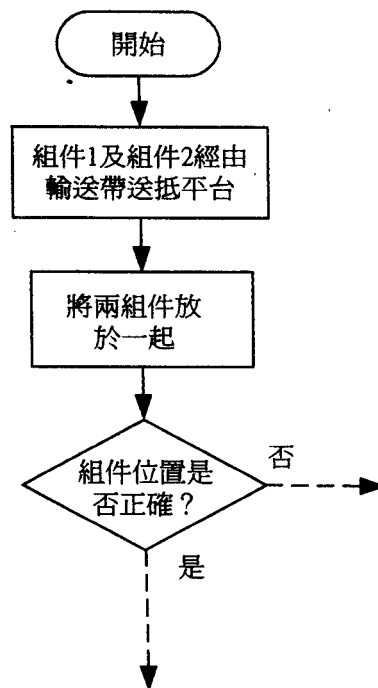 開始
組件1及組件2經由
輸送帶送抵平台
將兩組件放
於一起
組件位置是
否正確？
否
是